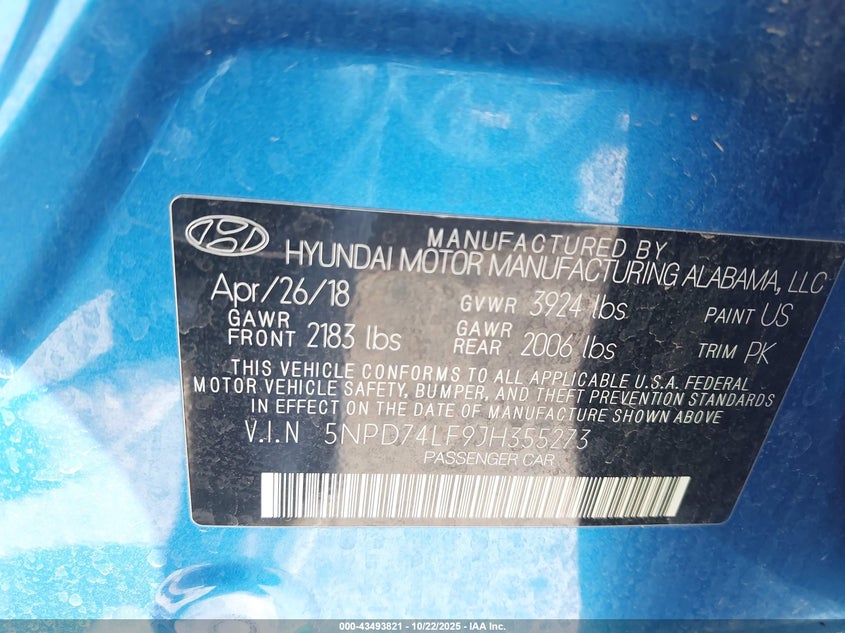 MANUFACTURED BY
HYUNDAI MOTOR MANUFACTURING ALABAMA, LLC
Apr/26/18 GVWR 3924 lbs PAINT US
GAWR FRONT 2183 lbs GAWR REAR 2006 lbs TRIM PK
THIS VEHICLE CONFORMS TO ALL APPLICABLE U.S.A. FEDERAL
MOTOR VEHICLE SAFETY, BUMPER, AND THEFT PREVENTION STANDARDS
IN EFFECT ON THE DATE OF MANUFACTURE SHOWN ABOVE
V.I.N 5NPD74LF9JH355273
PASSENGER CAR
000-43493821 - 10/22/2025 - IAA Inc.